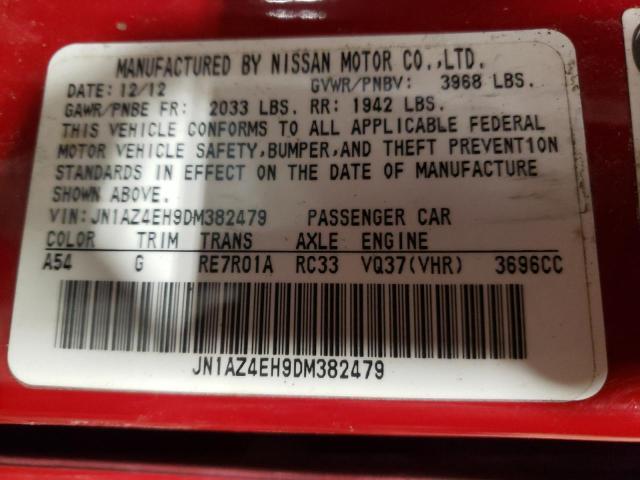 MANUFACTURED BY NISSAN MOTOR CO.,LTD.
DATE: 12/12 GVWR/PNBV: 3968 LBS.
GAWR/PNBE FR: 2033 LBS. RR: 1942 LBS.
THIS VEHICLE CONFORMS TO ALL APPLICABLE FEDERAL
MOTOR VEHICLE SAFETY,BUMPER,AND THEFT PREVENTION
STANDARDS IN EFFECT ON THE DATE OF MANUFACTURE
SHOWN ABOVE.
VIN:JN1AZ4EH9DM382479 PASSENGER CAR
COLOR TRIM TRANS AXLE ENGINE
A54 G RE7R01A RC33 VQ37(VHR) 3696CC
JN1AZ4EH9DM382479